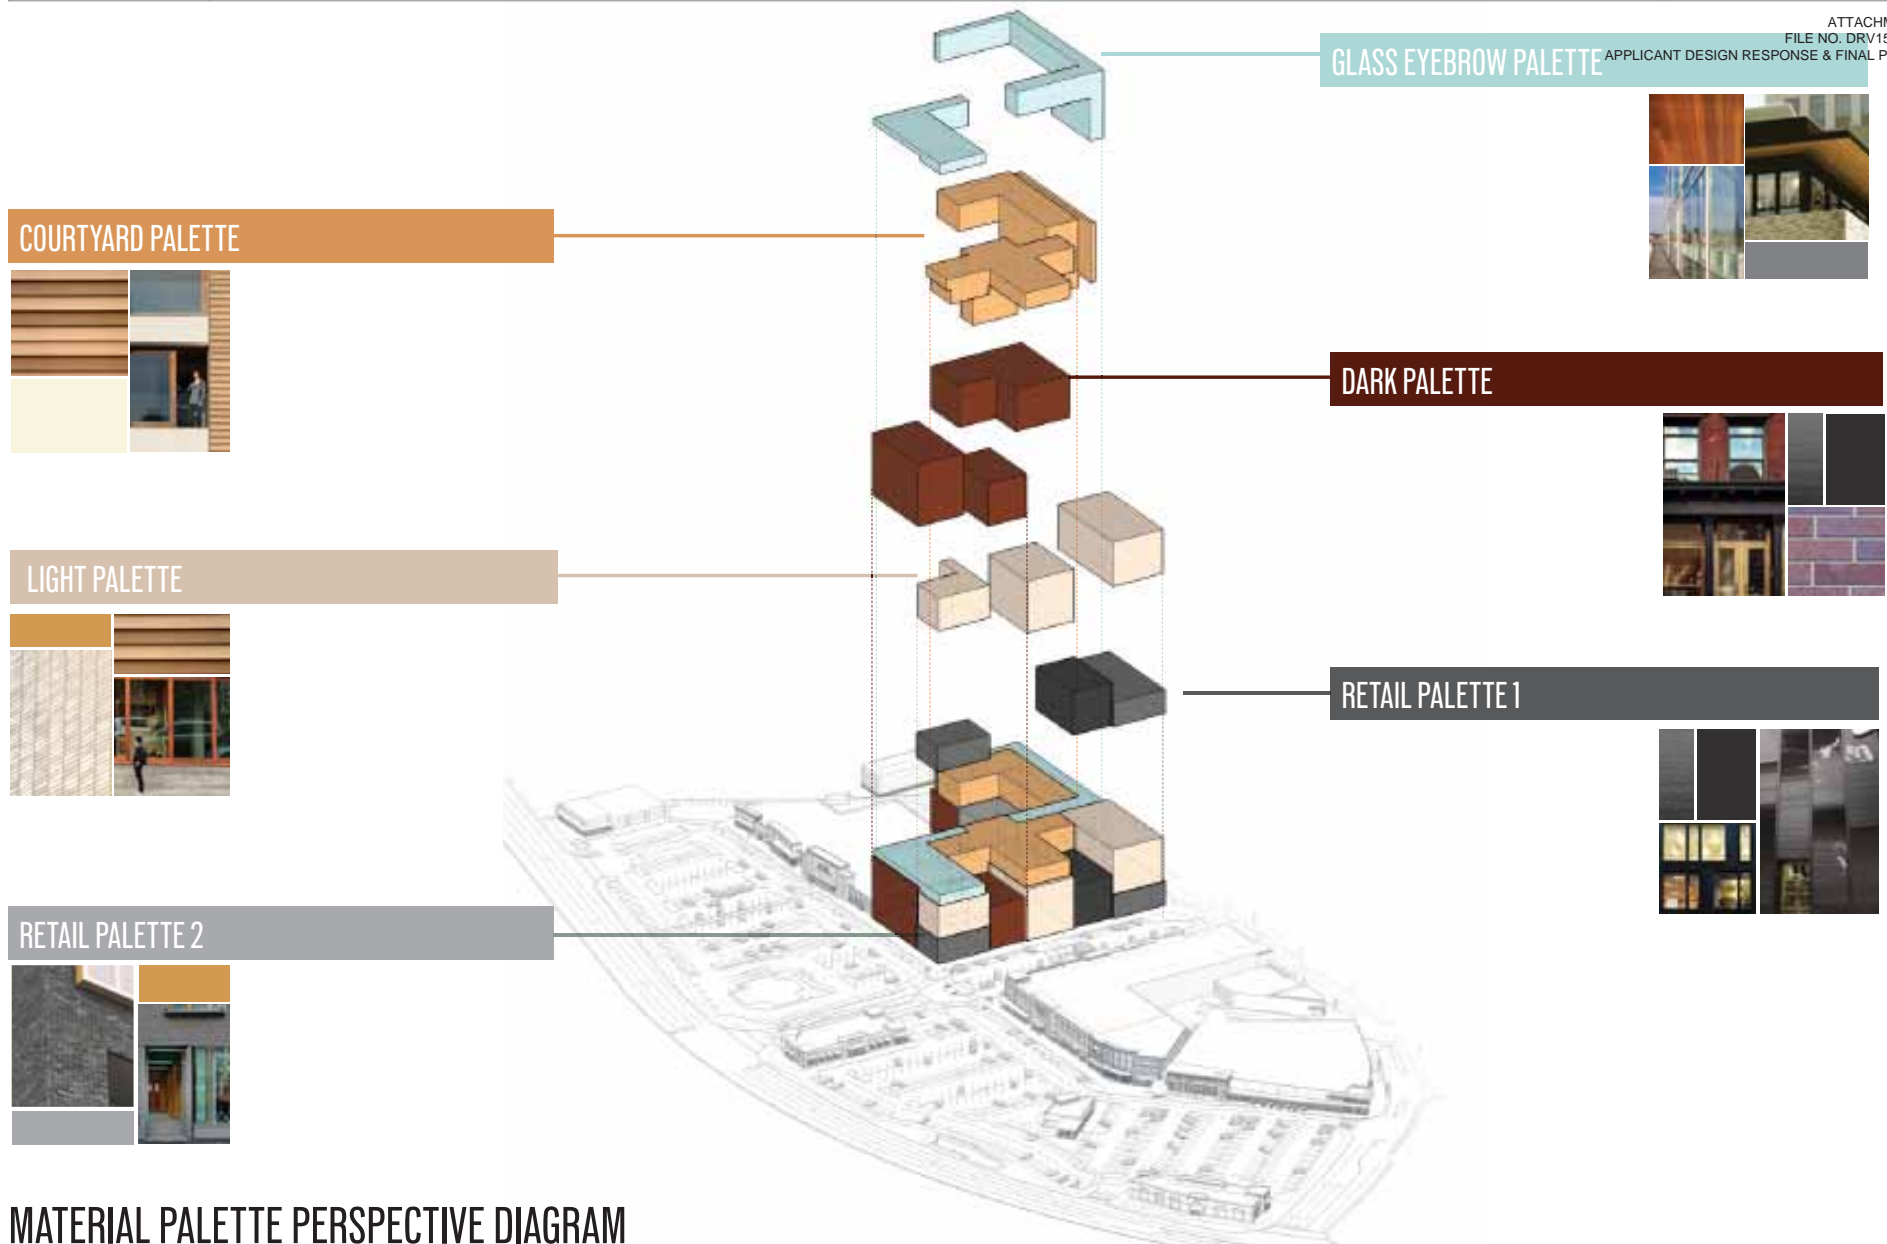 ATTACHM
FILE NO. DRV15
APPLICANT DESIGN RESPONSE & FINAL P
GLASS EYEBROW PALETTE
COURTYARD PALETTE
DARK PALETTE
LIGHT PALETTE
RETAIL PALETTE 1
RETAIL PALETTE 2
MATERIAL PALETTE PERSPECTIVE DIAGRAM